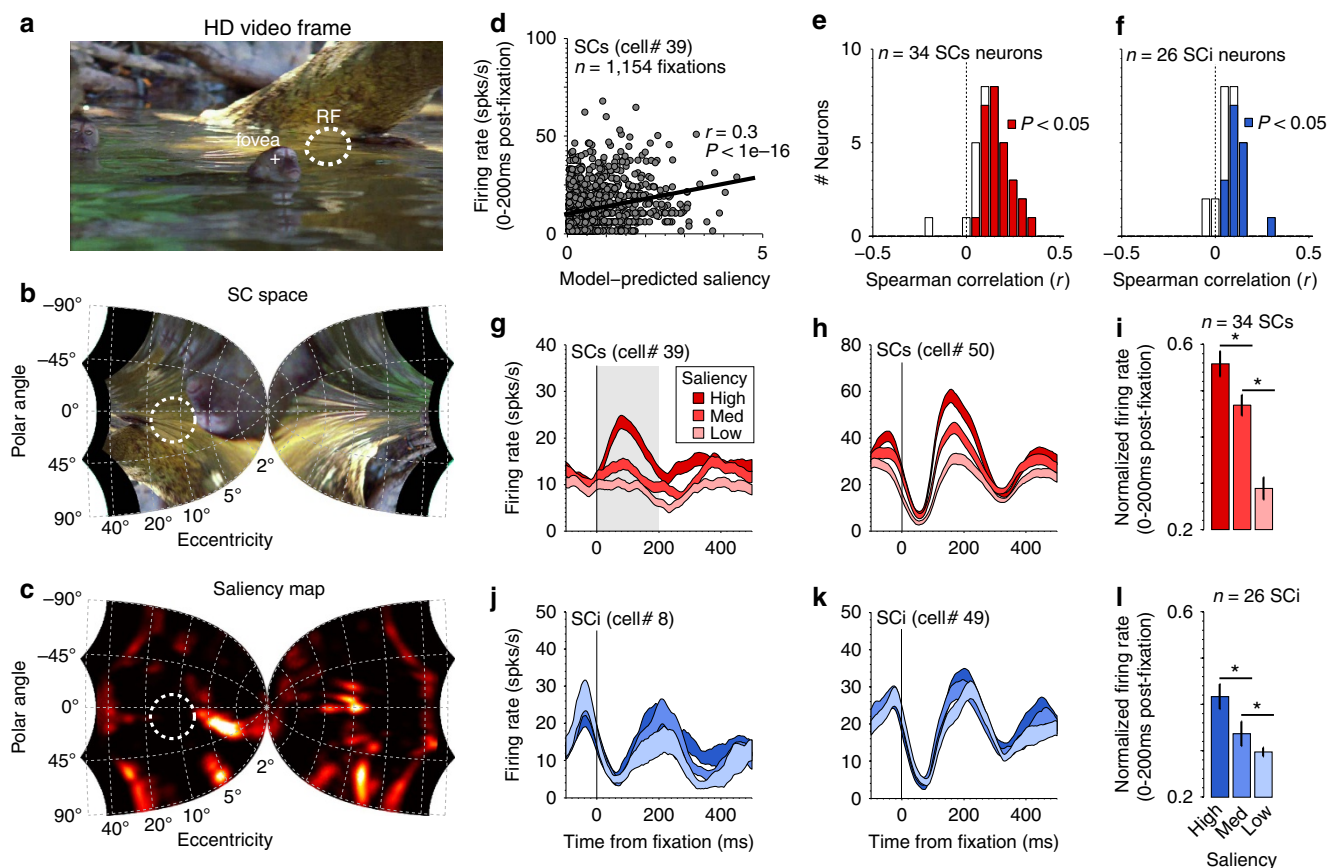 a
HD video frame
RF
fovea
+
b
SC space
−90°
−45°
0°
45°
90°
Polar angle
40°
20°
10°
5°
2°
Eccentricity
c
Saliency map
−90°
−45°
0°
45°
90°
Polar angle
40°
20°
10°
5°
2°
Eccentricity
d
SCs (cell# 39)
n = 1,154 fixations
r = 0.3
P < 1e−16
100
50
0
Firing rate (spks/s)
(0-200ms post-fixation)
0
5
Model−predicted saliency
e
n = 34 SCs neurons
P < 0.05
10
8
6
4
2
0
# Neurons
−0.5
0
0.5
Spearman correlation (r)
f
n = 26 SCi neurons
P < 0.05
−0.5
0
0.5
Spearman correlation (r)
g
SCs (cell# 39)
Saliency
High
Med
Low
40
30
20
10
0
Firing rate (spks/s)
0
200
400
h
SCs (cell# 50)
80
60
40
20
0
0
200
400
i
n = 34 SCs
*
*
0.6
0.2
Normalized firing rate
(0-200ms post-fixation)
j
SCi (cell# 8)
50
40
30
20
10
0
Firing rate (spks/s)
0
200
400
Time from fixation (ms)
k
SCi (cell# 49)
50
40
30
20
10
0
0
200
400
Time from fixation (ms)
l
n = 26 SCi
*
*
0.6
0.2
Normalized firing rate
(0-200ms post-fixation)
High
Med
Low
Saliency